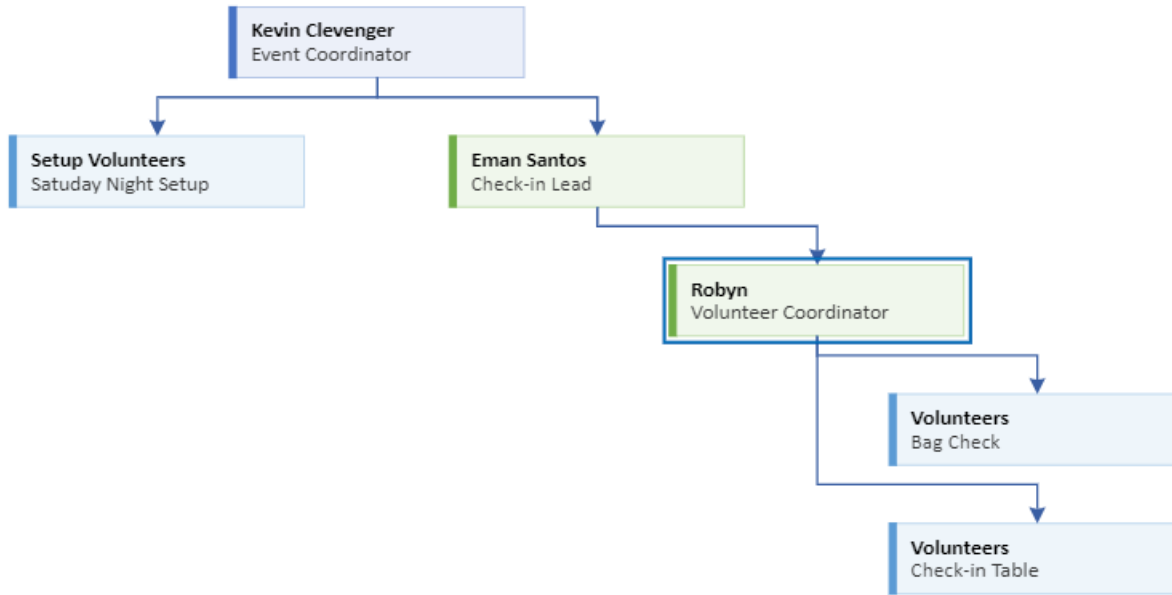 Kevin Clevenger
Event Coordinator
Setup Volunteers
Satuday Night Setup
Eman Santos
Check-in Lead
Robyn
Volunteer Coordinator
Volunteers
Bag Check
Volunteers
Check-in Table